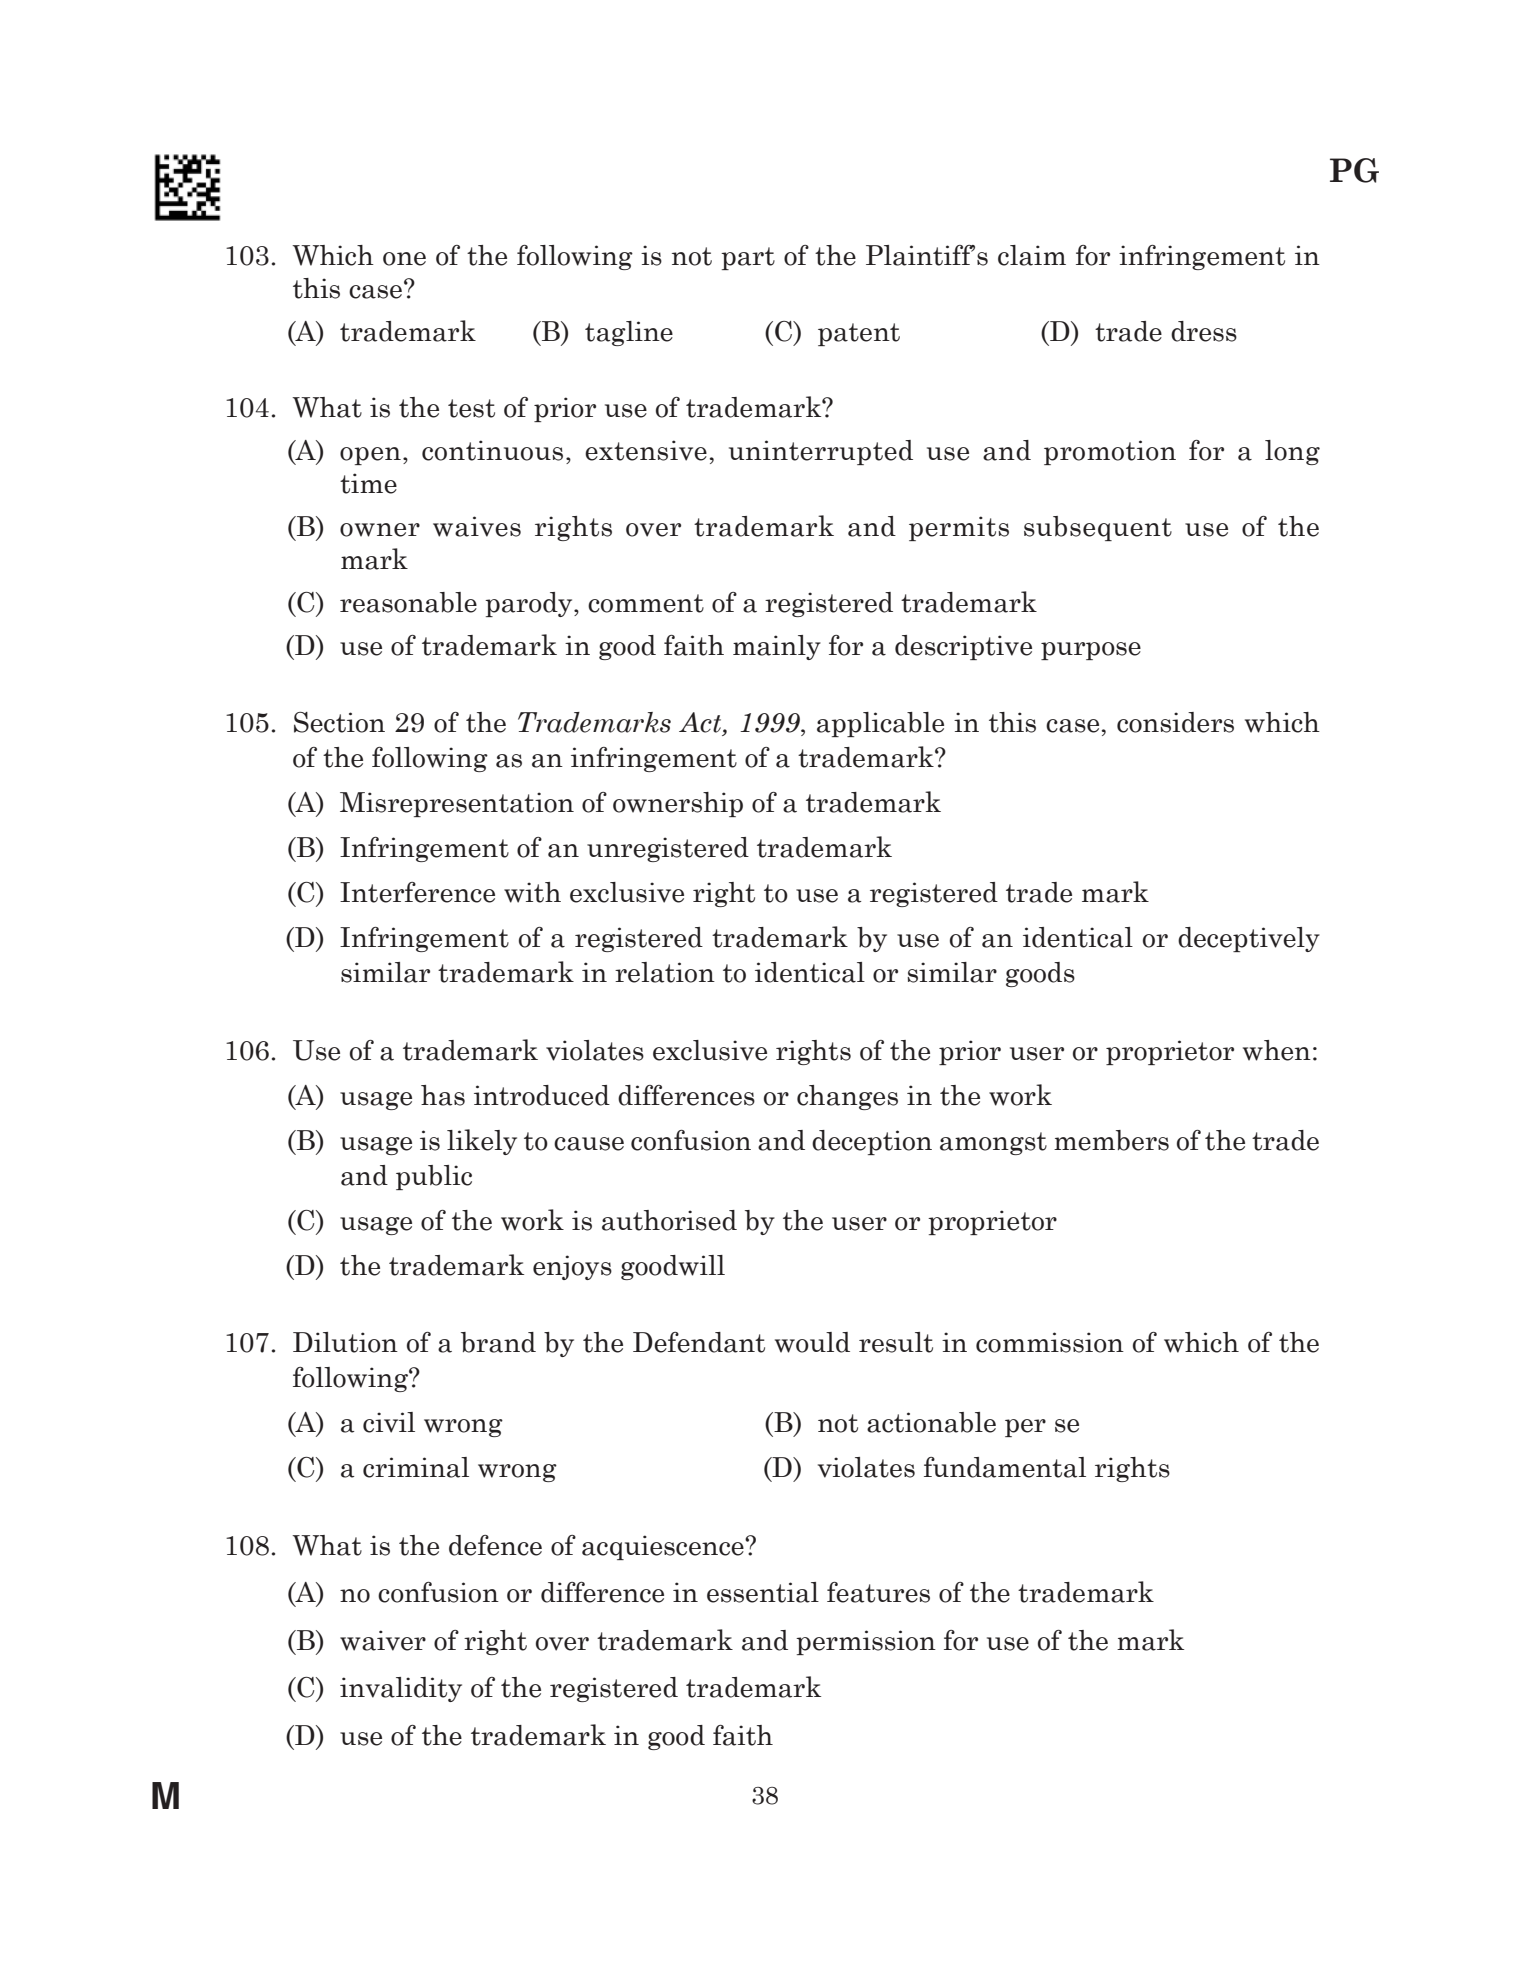 PG
103. Which one of the following is not part of the Plaintiff's claim for infringement in
this case?
(A) trademark (B) tagline (C) patent (D) trade dress
104. What is the test of prior use of trademark?
(A) open, continuous, extensive, uninterrupted use and promotion for a long
time
(B) owner waives rights over trademark and permits subsequent use of the
mark
(C) reasonable parody, comment of a registered trademark
(D) use of trademark in good faith mainly for a descriptive purpose
105. Section 29 of the Trademarks Act, 1999, applicable in this case, considers which
of the following as an infringement of a trademark?
(A) Misrepresentation of ownership of a trademark
(B) Infringement of an unregistered trademark
(C) Interference with exclusive right to use a registered trade mark
(D) Infringement of a registered trademark by use of an identical or deceptively
similar trademark in relation to identical or similar goods
106. Use of a trademark violates exclusive rights of the prior user or proprietor when:
(A) usage has introduced differences or changes in the work
(B) usage is likely to cause confusion and deception amongst members of the trade
and public
(C) usage of the work is authorised by the user or proprietor
(D) the trademark enjoys goodwill
107. Dilution of a brand by the Defendant would result in commission of which of the
following?
(A) a civil wrong (B) not actionable per se
(C) a criminal wrong (D) violates fundamental rights
108. What is the defence of acquiescence?
(A) no confusion or difference in essential features of the trademark
(B) waiver of right over trademark and permission for use of the mark
(C) invalidity of the registered trademark
(D) use of the trademark in good faith
M 38